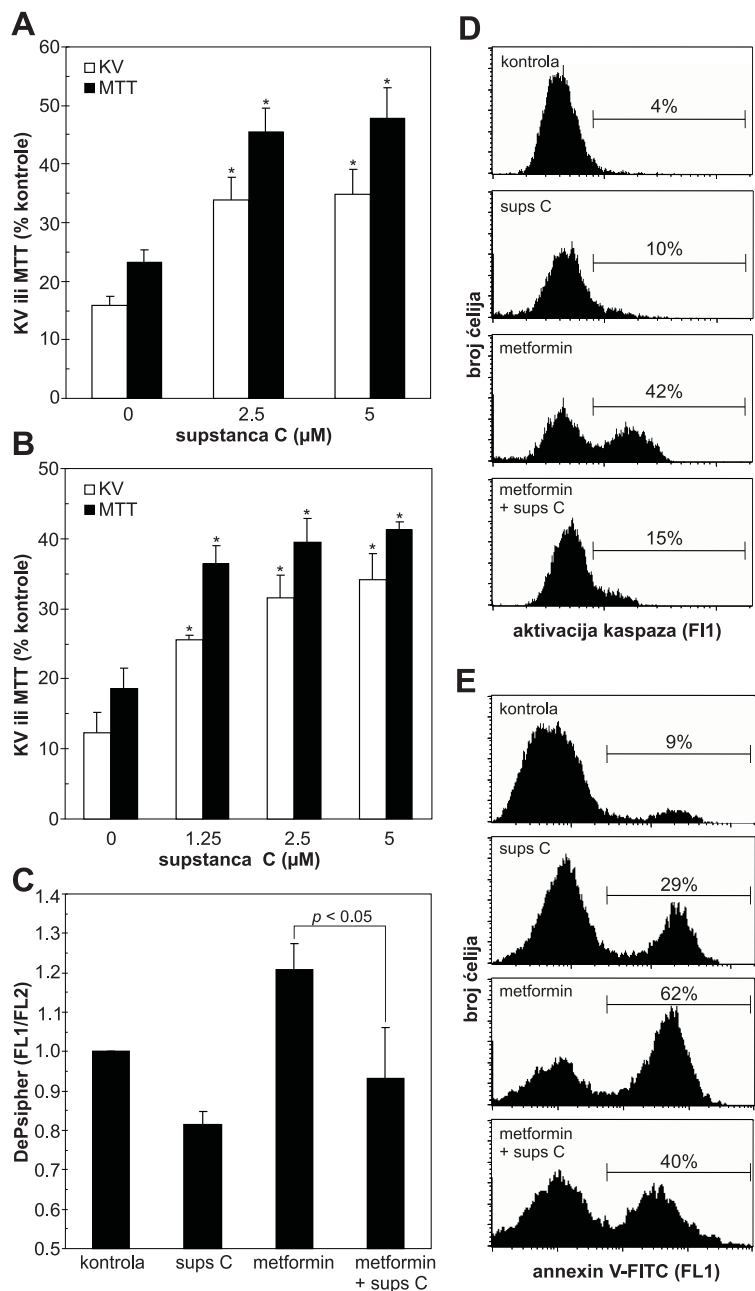 A
60
50
40
30
20
10
0
KV
MTT
*
*
*
*
KV ili MTT (% kontrole)
0 2.5 5
supstanca C (µM)
B
50
40
30
20
10
0
KV
MTT
*
*
*
*
*
*
KV ili MTT (% kontrole)
0 1.25 2.5 5
supstanca C (µM)
C
1.4
1.3
1.2
1.1
1.0
0.9
0.8
0.7
0.6
0.5
p < 0.05
DePsipher (FL1/FL2)
kontrola sups C metformin metformin
+ sups C
D
kontrola
4%
sups C
10%
metformin
42%
metformin
+ sups C
15%
broj ćelija
aktivacija kaspaza (Fl1)
E
kontrola
9%
sups C
29%
metformin
62%
metformin
+ sups C
40%
broj ćelija
annexin V-FITC (FL1)